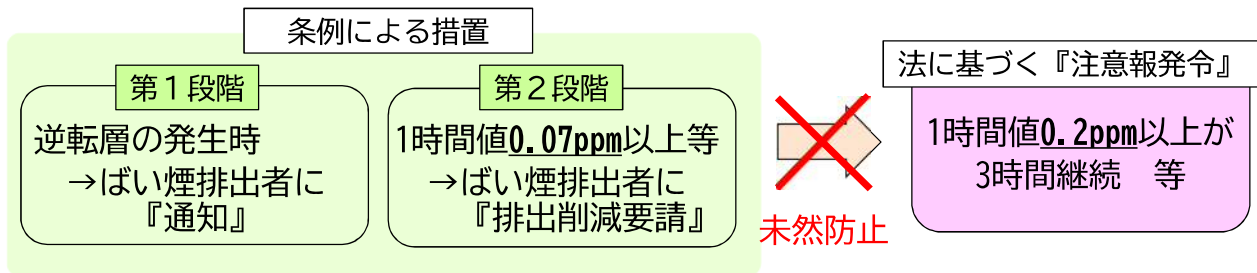 条例による措置
第1段階
逆転層の発生時
→ばい煙排出者に
『通知』
第2段階
1時間値0.07ppm以上等
→ばい煙排出者に
『排出削減要請』
未然防止
法に基づく『注意報発令』
1時間値0.2ppm以上が
3時間継続　等